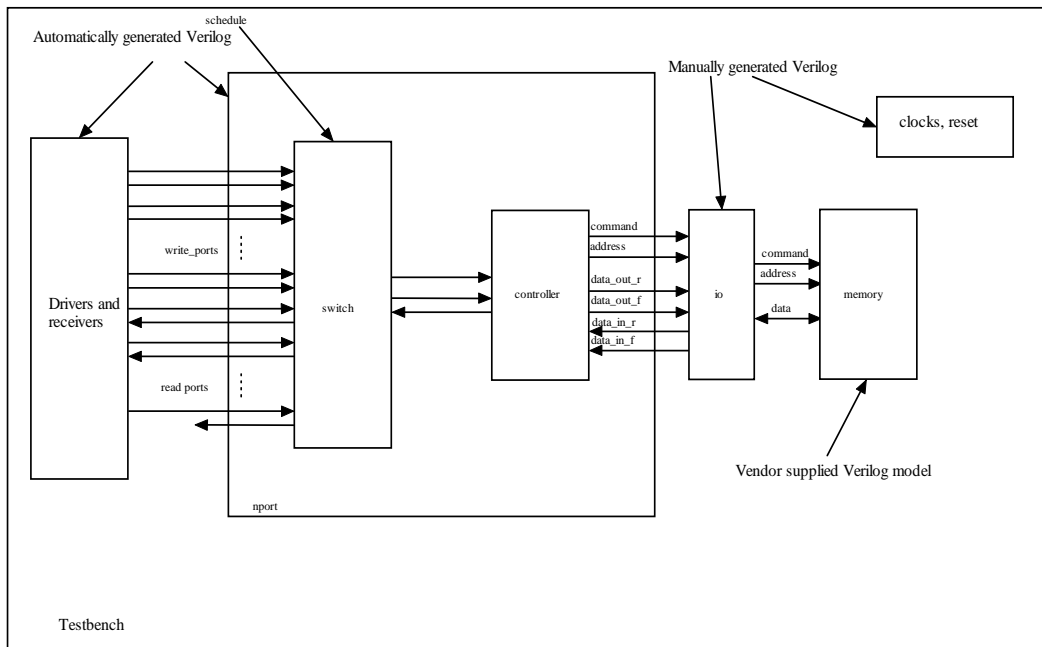 schedule
Automatically generated Verilog
Manually generated Verilog
clocks, reset
command
address
write_ports
command
address
data_out_r
Drivers and
receivers
switch
controller
data_out_f
io
memory
data
data_in_r
data_in_f
read ports
Vendor supplied Verilog model
nport
Testbench